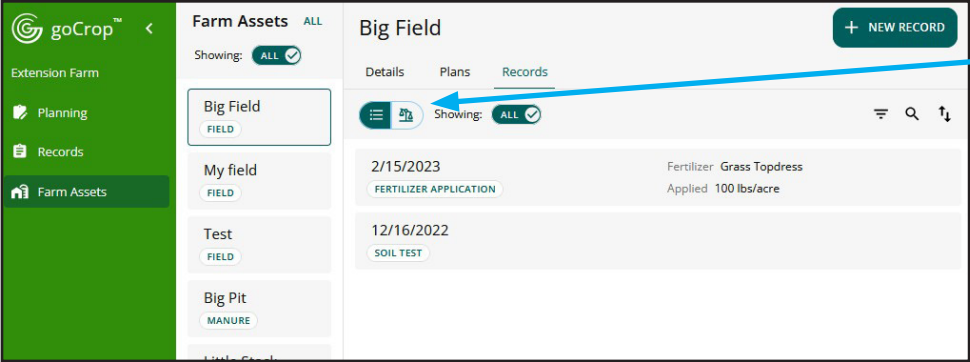 goCrop™
Extension Farm
Planning
Records
Farm Assets
Farm Assets ALL
Showing: ALL
Big Field
FIELD
My field
FIELD
Test
FIELD
Big Pit
MANURE
Little Stack
Big Field
+ NEW RECORD
Details Plans Records
Showing: ALL
2/15/2023
FERTILIZER APPLICATION
Fertilizer Grass Topdress
Applied 100 lbs/acre
12/16/2022
SOIL TEST